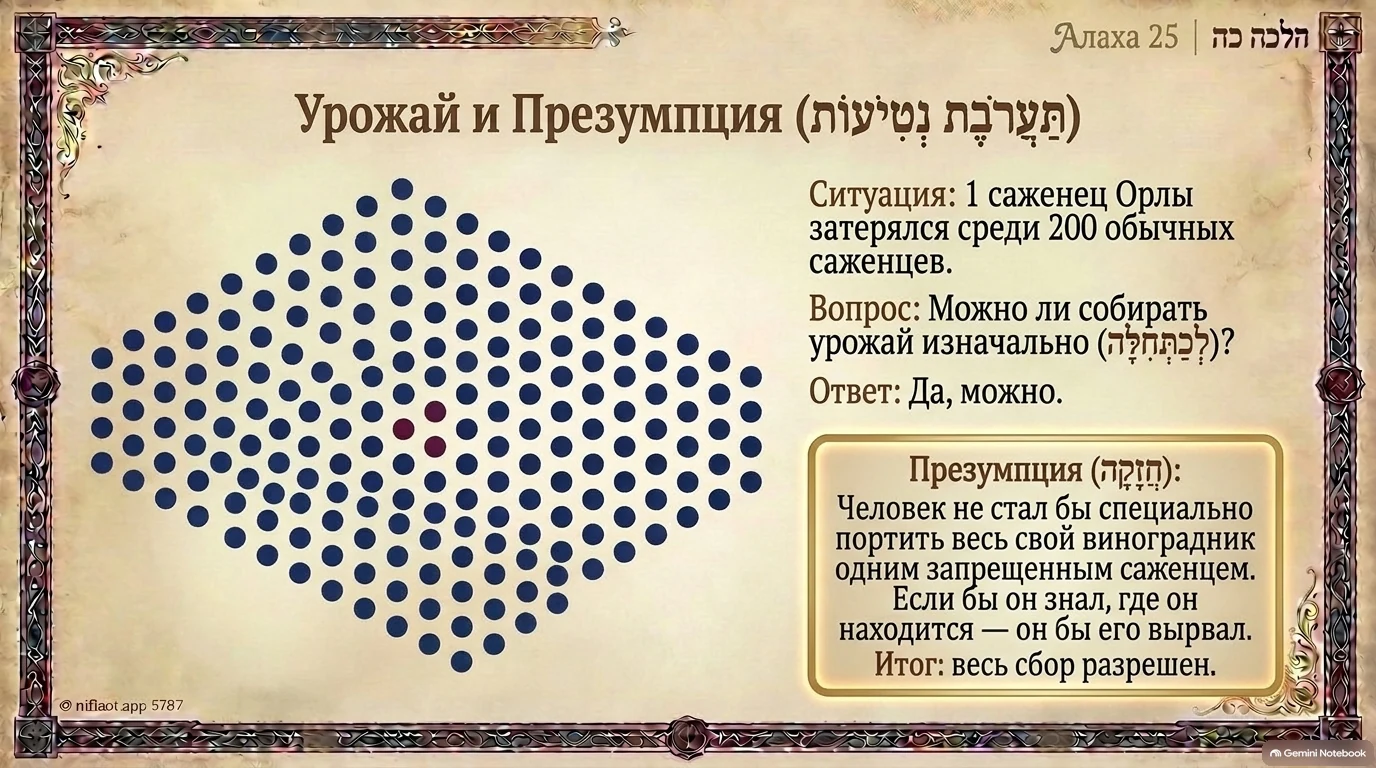 Алаха 25 | הלכה כה
Урожай и Презумпция (תַּעֲרֹבֶת נְטִיעוֹת)
Ситуация: 1 саженец Орлы
затерялся среди 200 обычных
саженцев.
Вопрос: Можно ли собирать
урожай изначально (לְכַתְּחִלָּה)?
Ответ: Да, можно.
Презумпция (חֲזָקָה):
Человек не стал бы специально
портить весь свой виноградник
одним запрещенным саженцем.
Если бы он знал, где он
находится — он бы его вырвал.
Итог: весь сбор разрешен.
© niflaot.app 5787
Gemini Notebook